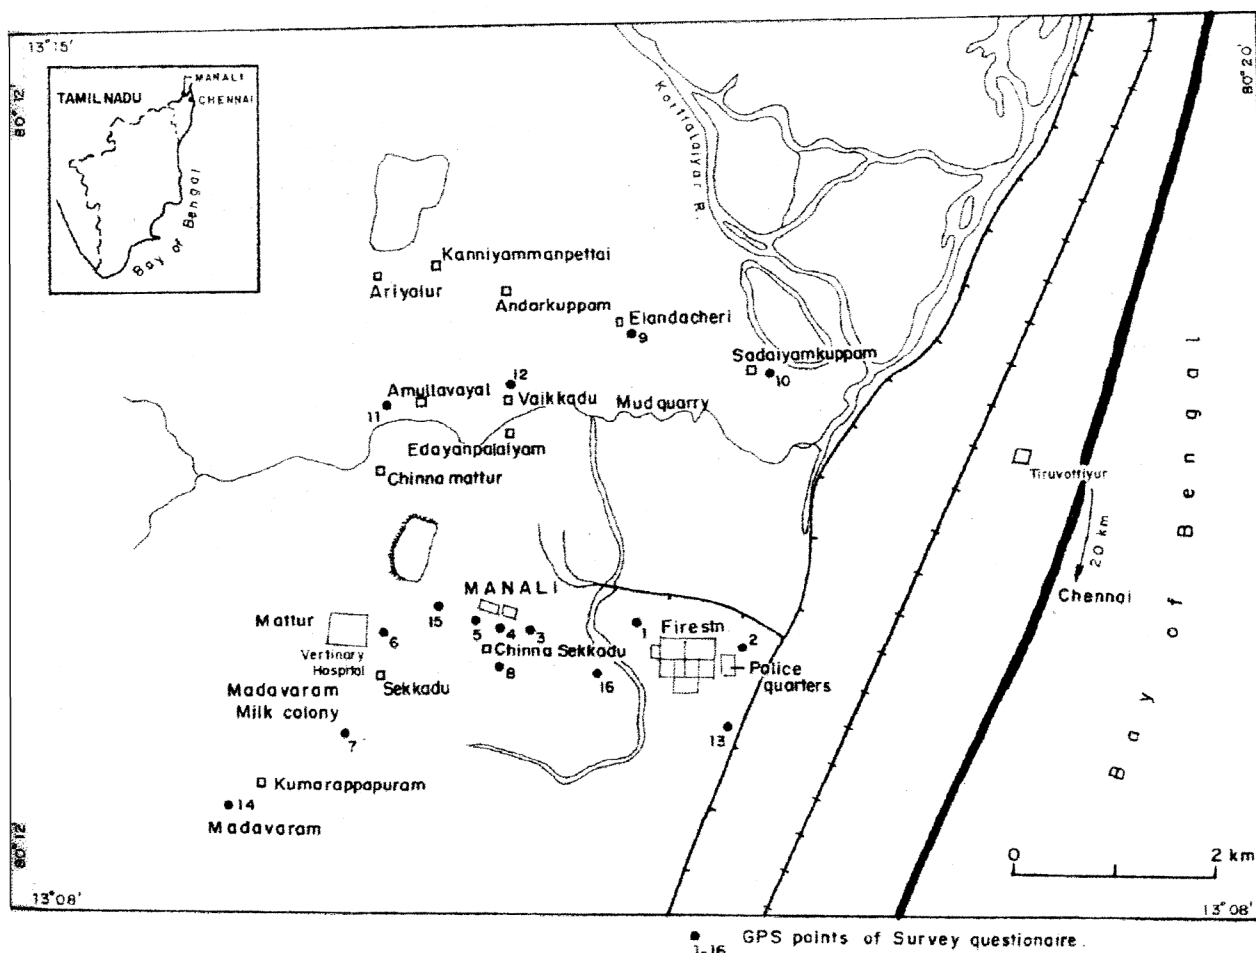 13°15'
80°12'
80°20'
MANALI
TAMIL NADU
CHENNAI
Bay of Bengal
Korttalaiyar R.
Kanniyammanpettai
Ariyalur
Andarkuppam
Elandacheri
9
Sadaiyamkuppam
10
12
Amullavayal
11
Vaikkadu
Mud quarry
Edayanpalaiyam
Chinna mattur
Tiruvottiyur
20 km
Chennai
Bay of Bengal
MANALI
15
Mattur
6
5
4
3
1
Firestn.
2
Vertinary
Hospital
Chinna Sekkadu
8
16
Police
quarters
Sekkadu
Madavaram
Milk colony
7
13
Kumarappapuram
14
Madavaram
0
2 km
80°12'
13°08'
13°08'
1-16
GPS points of Survey questionaire.